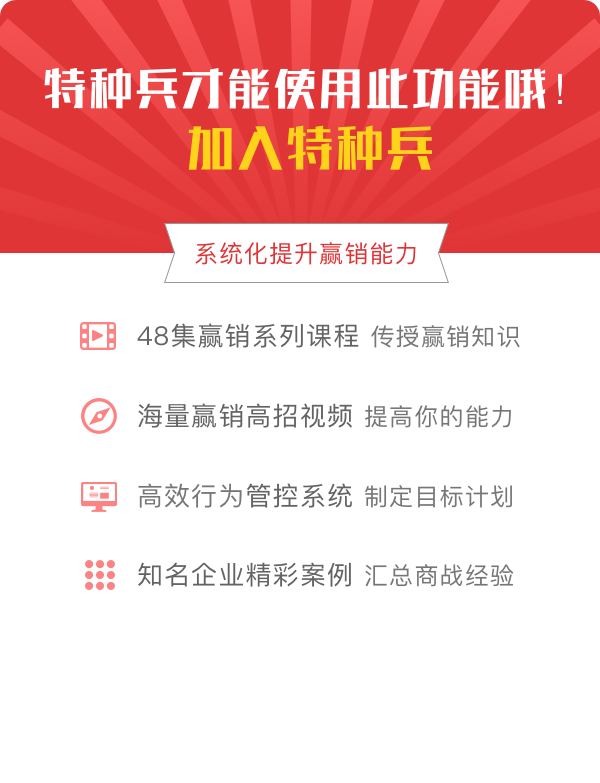 特种兵才能使用此功能哦!
加入特种兵
系统化提升赢销能力
48集赢销系列课程 传授赢销知识
海量赢销高招视频 提高你的能力
高效行为管控系统 制定目标计划
知名企业精彩案例 汇总商战经验